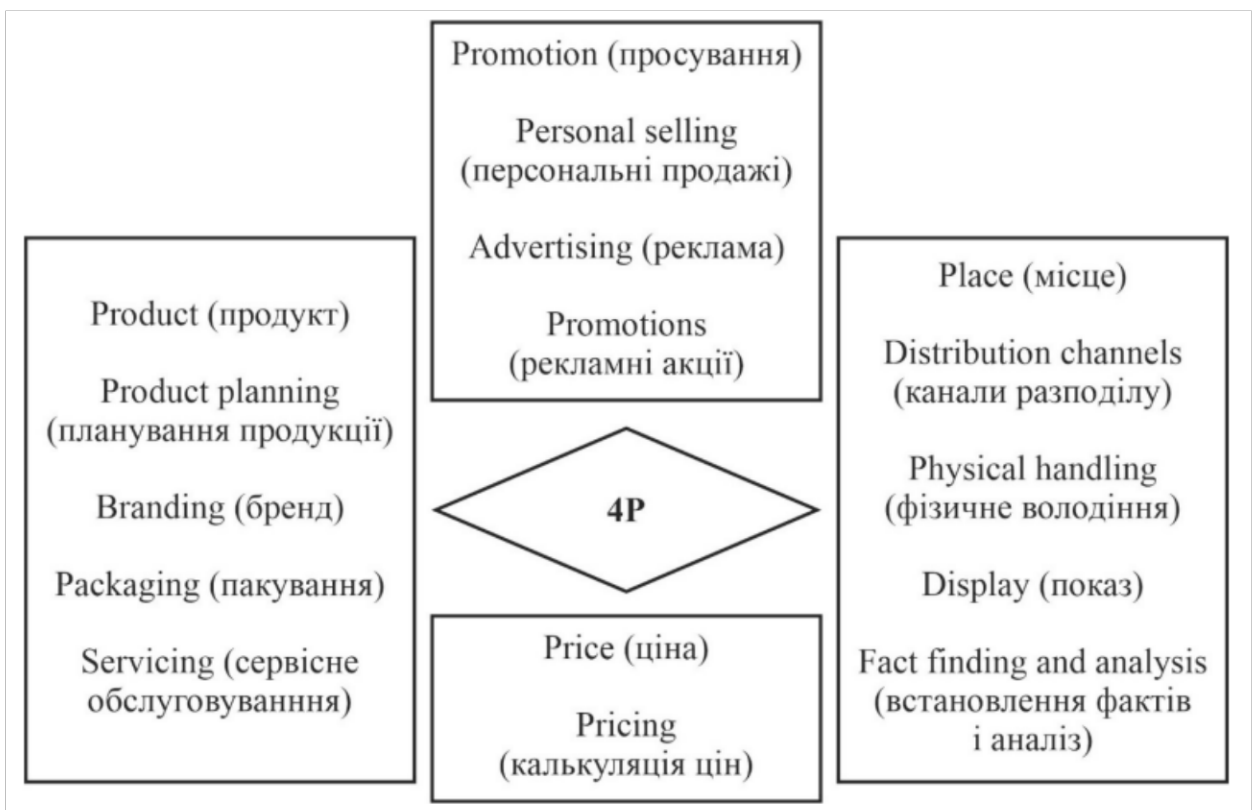 Promotion (просування)
Personal selling
(персональні продажі)
Advertising (реклама)
Promotions
(рекламні акції)
Product (продукт)
Product planning
(планування продукції)
Branding (бренд)
Packaging (пакування)
Servicing (сервісне
обслуговуванння)
4P
Place (місце)
Distribution channels
(канали разподілу)
Physical handling
(фізичне володіння)
Display (показ)
Fact finding and analysis
(встановлення фактів
і аналіз)
Price (ціна)
Pricing
(калькуляція цін)